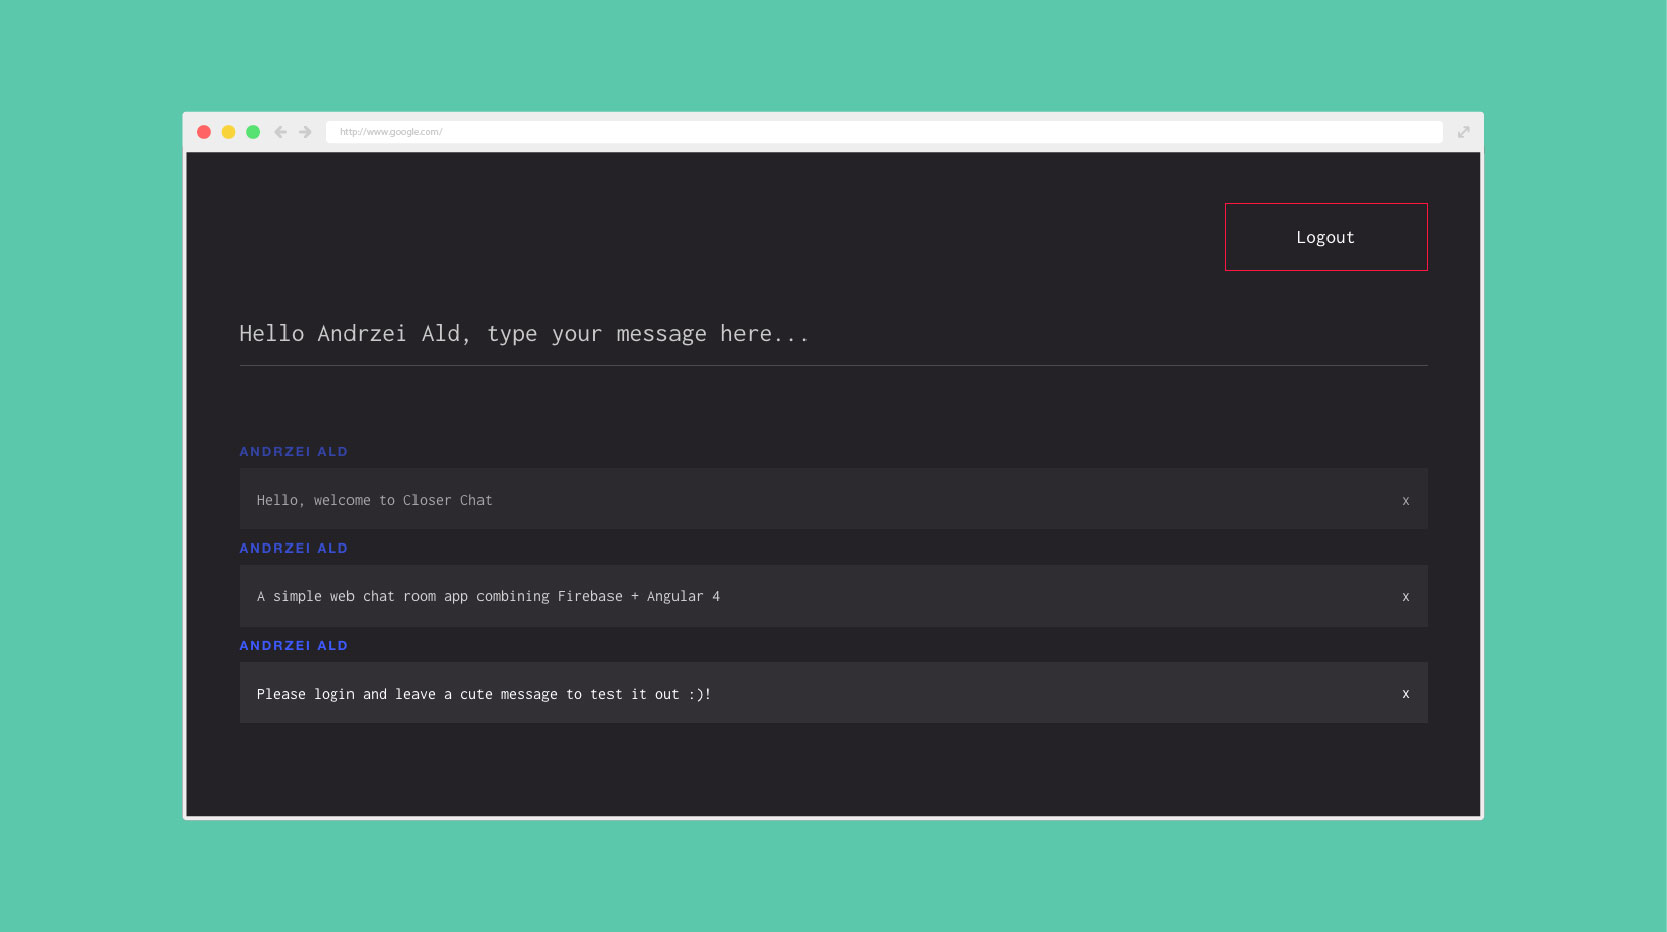 http://www.google.com/
Logout
Hello Andrzei Ald, type your message here...
ANDRZEI ALD
Hello, welcome to Closer Chat x
ANDRZEI ALD
A simple web chat room app combining Firebase + Angular 4 x
ANDRZEI ALD
Please login and leave a cute message to test it out :)! x